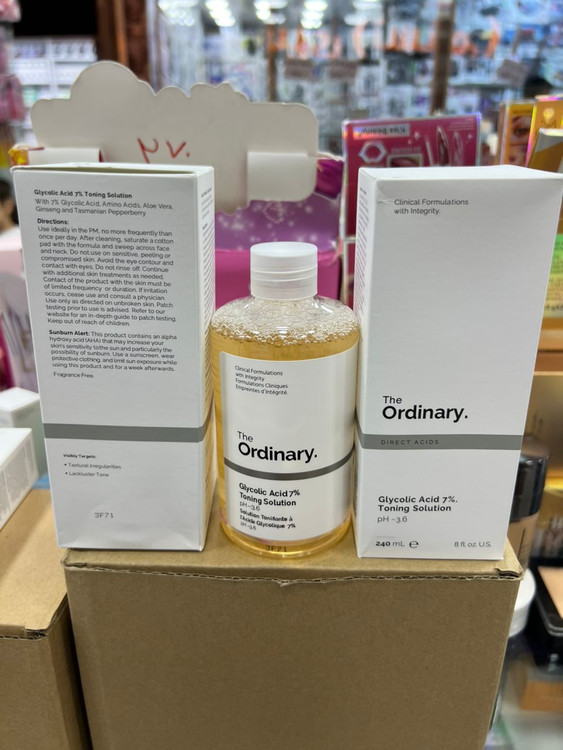 ۲۷.
Kiss Beauty
Glycolic Acid 7% Toning Solution
With 7% Glycolic Acid, Amino Acids, Aloe Vera,
Ginseng and Tasmanian Pepperberry
Directions:
Use ideally in the PM, no more frequently than
once per day. After cleaning, saturate a cotton
pad with the formula and sweep across face
and neck. Do not use on sensitive, peeling or
compromised skin. Avoid the eye contour and
contact with eyes. Do not rinse off. Continue
with additional skin treatments as needed.
Contact of the product with the skin must be
of limited frequency or duration. If irritation
occurs, cease use and consult a physician.
Use only as directed on unbroken skin. Patch
testing prior to use is advised. Refer to our
website for an in-depth guide to patch testing.
Keep out of reach of children.
Sunburn Alert: This product contains an alpha
hydroxy acid (AHA) that may increase your
skin's sensitivity to the sun and particularly the
possibility of sunburn. Use a sunscreen, wear
protective clothing, and limit sun exposure while
using this product and for a week afterwards.
Fragrance Free.
Visibly Targets:
• Textural Irregularities
• Lackluster Tone
3F71
Clinical Formulations
with Integrity.
Formulations Cliniques
Empreintes d'Intégrité.
The
Ordinary.
Glycolic Acid 7%
Toning Solution
pH ~3.6
Solution Tonifiante à
l'Acide Glycolique 7%
pH ~3.6
3F71
Clinical Formulations
with Integrity.
The
Ordinary.
DIRECT ACIDS
Glycolic Acid 7%.
Toning Solution
pH ~3.6
240 mL ℮ 8 fl. oz. U.S.